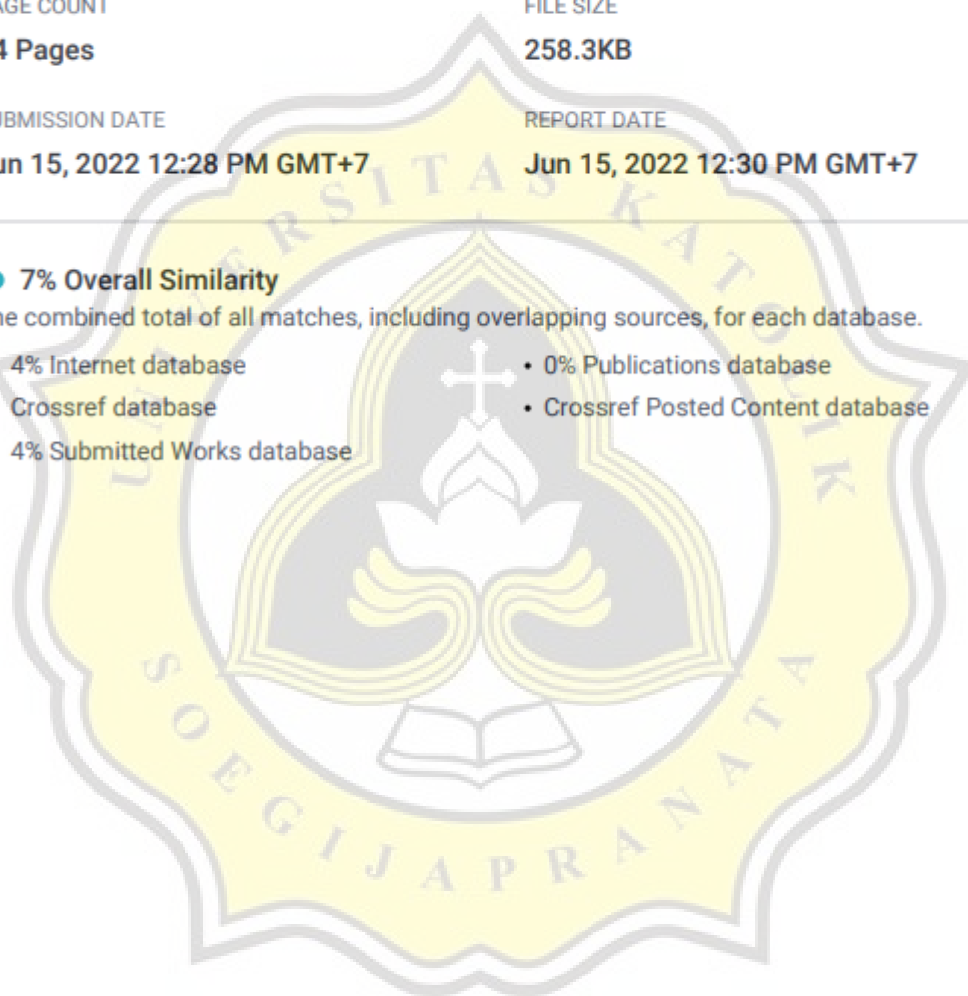 AGE COUNT FILE SIZE
4 Pages 258.3KB
UBMISSION DATE REPORT DATE
un 15, 2022 12:28 PM GMT+7 Jun 15, 2022 12:30 PM GMT+7
7% Overall Similarity
he combined total of all matches, including overlapping sources, for each database.
4% Internet database • 0% Publications database
Crossref database • Crossref Posted Content database
4% Submitted Works database
UNIVERSITAS KATOLIK
SOEGIJAPRANATA